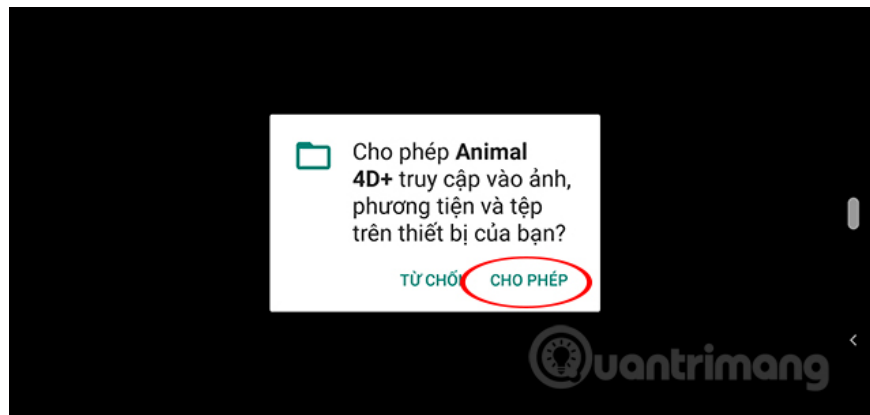 Cho phép Animal
4D+ truy cập vào ảnh,
phương tiện và tệp
trên thiết bị của bạn?
TỪ CHỐI CHO PHÉP
Quantrimang